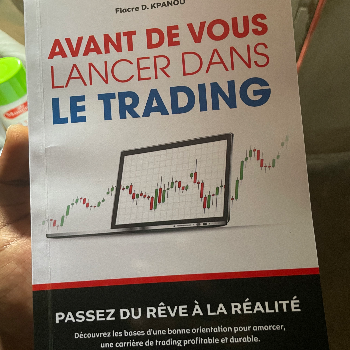 Fiacre D. KPANOU
AVANT DE VOUS
LANCER DANS
LE TRADING
PASSEZ DU RÊVE À LA RÉALITÉ
Découvrez les bases d'une bonne orientation pour amorcer,
une carrière de trading profitable et durable.